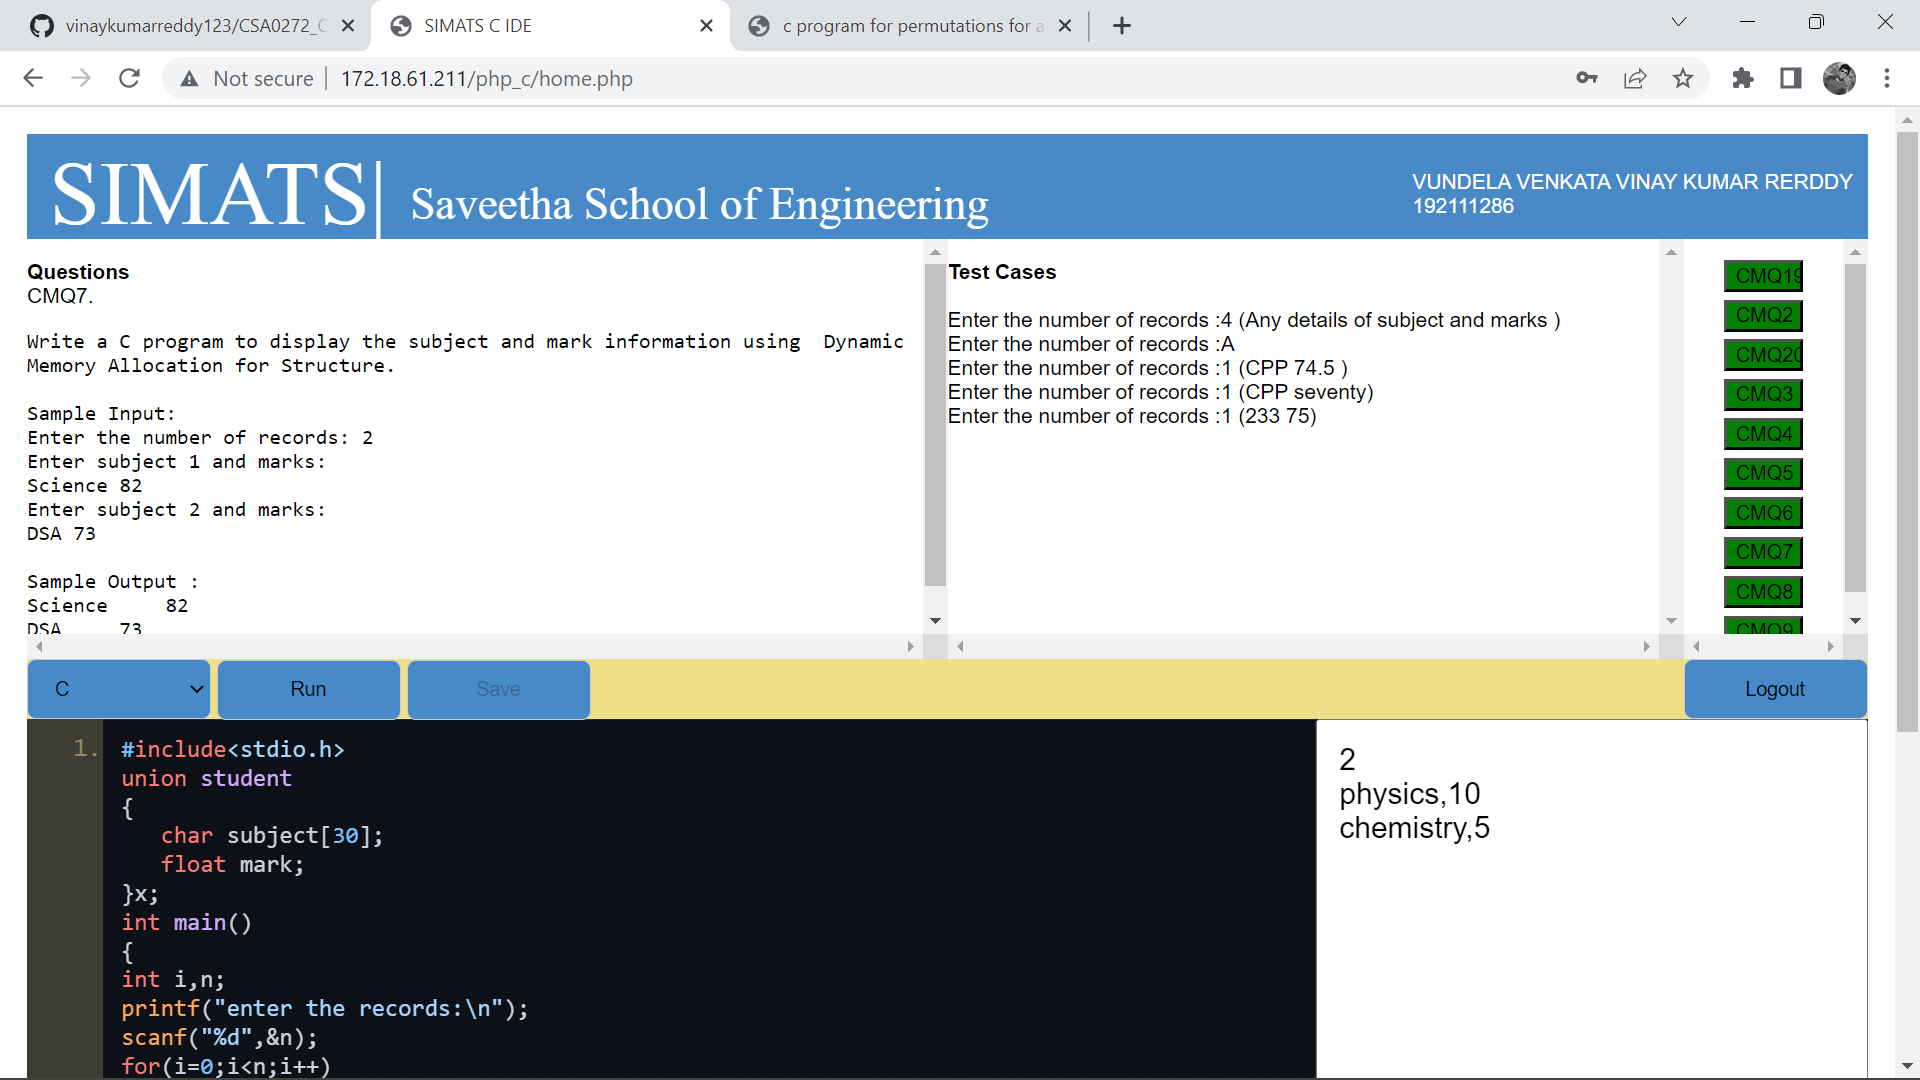 vinaykumarreddy123/CSA0272_C
SIMATS C IDE
c program for permutations for a
Not secure
172.18.61.211/php_c/home.php
SIMATS|
Saveetha School of Engineering
VUNDELA VENKATA VINAY KUMAR RERDDY
192111286
Questions
CMQ7.
Write a C program to display the subject and mark information using  Dynamic
Memory Allocation for Structure.
Sample Input:
Enter the number of records: 2
Enter subject 1 and marks:
Science 82
Enter subject 2 and marks:
DSA 73
Sample Output :
Science     82
DSA     73
Test Cases
Enter the number of records :4 (Any details of subject and marks )
Enter the number of records :A
Enter the number of records :1 (CPP 74.5 )
Enter the number of records :1 (CPP seventy)
Enter the number of records :1 (233 75)
CMQ19
CMQ2
CMQ20
CMQ3
CMQ4
CMQ5
CMQ6
CMQ7
CMQ8
CMQ9
C
Run
Save
Logout
1.
#include<stdio.h>
union student
{
char subject[30];
float mark;
}x;
int main()
{
int i,n;
printf("enter the records:\n");
scanf("%d",&n);
for(i=0;i<n;i++)
2
physics,10
chemistry,5